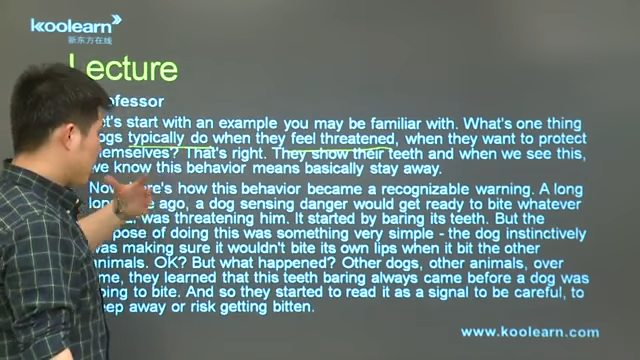 koolearn
新东方在线
Lecture
ofessor
et's start with an example you may be familiar with. What's one thing
ogs typically do when they feel threatened, when they want to protect
emselves? That's right. They show their teeth and when we see this,
we know this behavior means basically stay away.
Now, here's how this behavior became a recognizable warning. A long
long ago, a dog sensing danger would get ready to bite whatever
was threatening him. It started by baring its teeth. But the
pose of doing this was something very simple - the dog instinctively
was making sure it wouldn't bite its own lips when it bit the other
animals. OK? But what happened? Other dogs, other animals, over
me, they learned that this teeth baring always came before a dog was
oing to bite. And so they started to read it as a signal to be careful, to
eep away or risk getting bitten.
www.koolearn.com